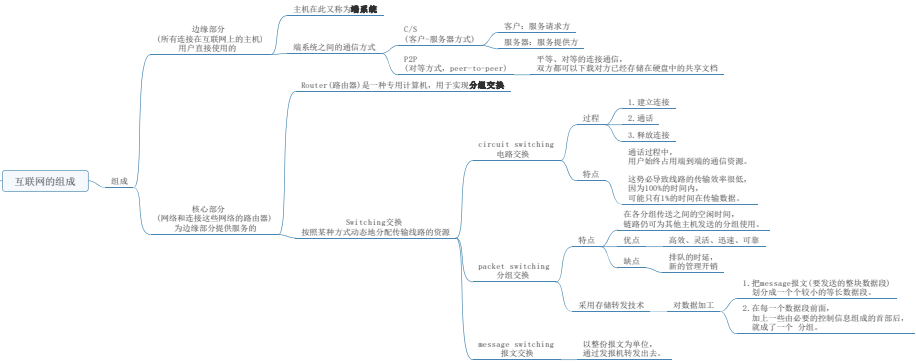 互联网的组成
组成
边缘部分
(所有连接在互联网上的主机)
用户直接使用的
主机在此又称为端系统
端系统之间的通信方式
C/S
(客户-服务器方式)
客户：服务请求方
服务器：服务提供方
P2P
(对等方式，peer-to-peer)
平等、对等的连接通信，
双方都可以下载对方已经存储在硬盘中的共享文档
核心部分
(网络和连接这些网络的路由器)
为边缘部分提供服务的
Router(路由器)是一种专用计算机，用于实现分组交换
Switching交换
按照某种方式动态地分配传输线路的资源
circuit switching
电路交换
过程
1.建立连接
2.通话
3.释放连接
特点
通话过程中，
用户始终占用端到端的通信资源。
这势必导致线路的传输效率很低，
因为100%的时间内，
可能只有1%的时间在传输数据。
packet switching
分组交换
特点
在各分组传送之间的空闲时间，
链路仍可为其他主机发送的分组使用。
优点
高效、灵活、迅速、可靠
缺点
排队的时延，
新的管理开销
采用存储转发技术
对数据加工
1.把message报文(要发送的整块数据段)
划分成一个个较小的等长数据段、
2.在每一个数据段前面，
加上一些由必要的控制信息组成的首部后，
就成了一个 分组。
message switching
报文交换
以整份报文为单位，
通过发报机转发出去。